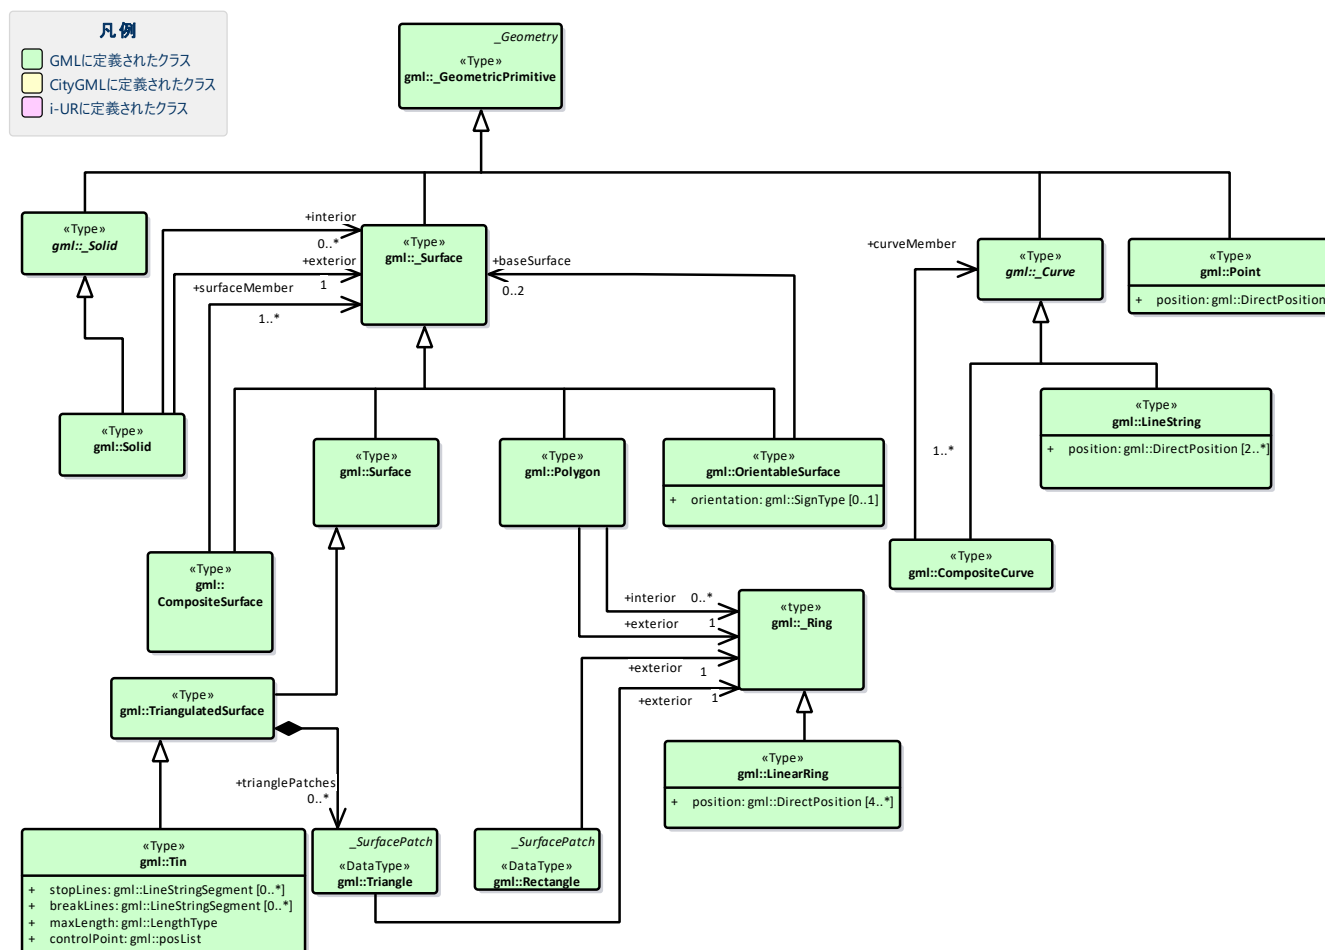 凡例
GMLに定義されたクラス
CityGMLに定義されたクラス
i-URに定義されたクラス
_Geometry
«Type»
gml::_GeometricPrimitive
«Type»
gml::_Solid
+interior
0..*
+exterior
1
+surfaceMember
1..*
«Type»
gml::_Surface
+baseSurface
0..2
+curveMember
«Type»
gml::_Curve
«Type»
gml::Point
+ position: gml::DirectPosition
«Type»
gml::Solid
«Type»
gml::Surface
«Type»
gml::Polygon
«Type»
gml::OrientableSurface
+ orientation: gml::SignType [0..1]
«Type»
gml::LineString
+ position: gml::DirectPosition [2..*]
1..*
«Type»
gml::CompositeCurve
«Type»
gml::
CompositeSurface
+interior 0..*
+exterior 1
+exterior 1
+exterior 1
«type»
gml::_Ring
«Type»
gml::TriangulatedSurface
+trianglePatches
0..*
«Type»
gml::LinearRing
+ position: gml::DirectPosition [4..*]
«Type»
gml::Tin
+ stopLines: gml::LineStringSegment [0..*]
+ breakLines: gml::LineStringSegment [0..*]
+ maxLength: gml::LengthType
+ controlPoint: gml::posList
_SurfacePatch
«DataType»
gml::Triangle
_SurfacePatch
«DataType»
gml::Rectangle